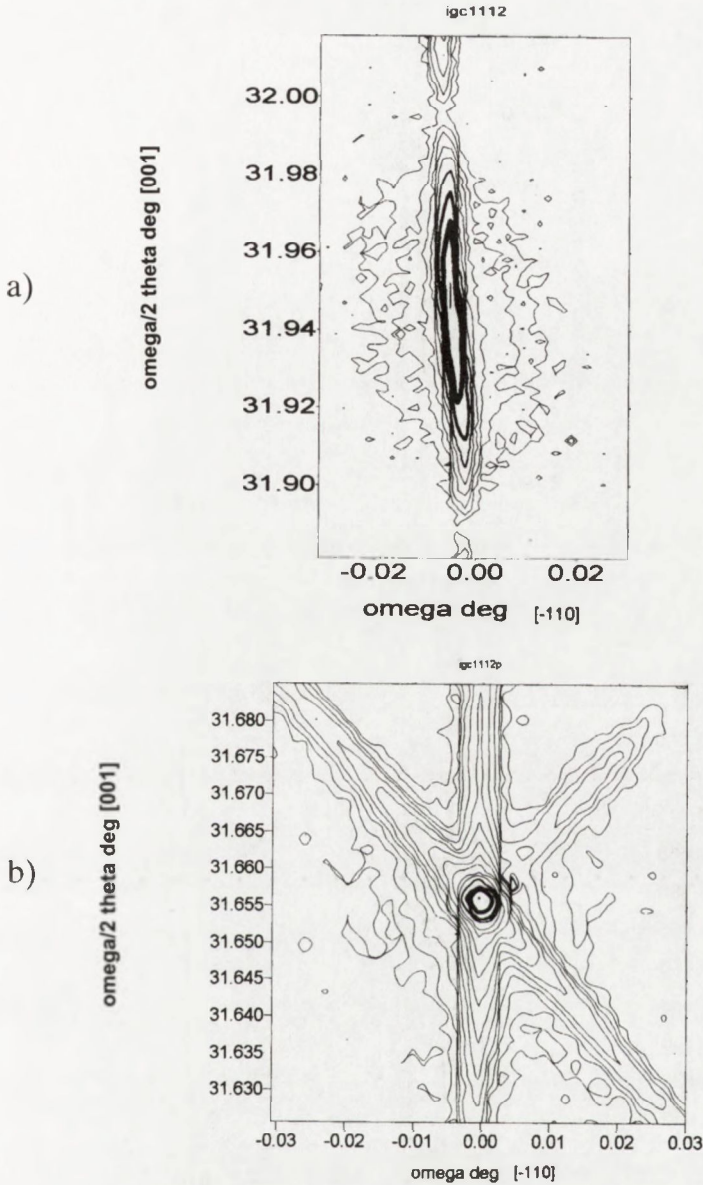 igc1112
32.00
31.98
31.96
31.94
31.92
31.90
omega/2 theta deg [001]
a)
-0.02 0.00 0.02
omega deg [-110]
igc1112p
31.680
31.675
31.670
31.665
31.660
31.655
31.650
31.645
31.640
31.635
31.630
omega/2 theta deg [001]
b)
-0.03 -0.02 -0.01 0.00 0.01 0.02 0.03
omega deg [-110]